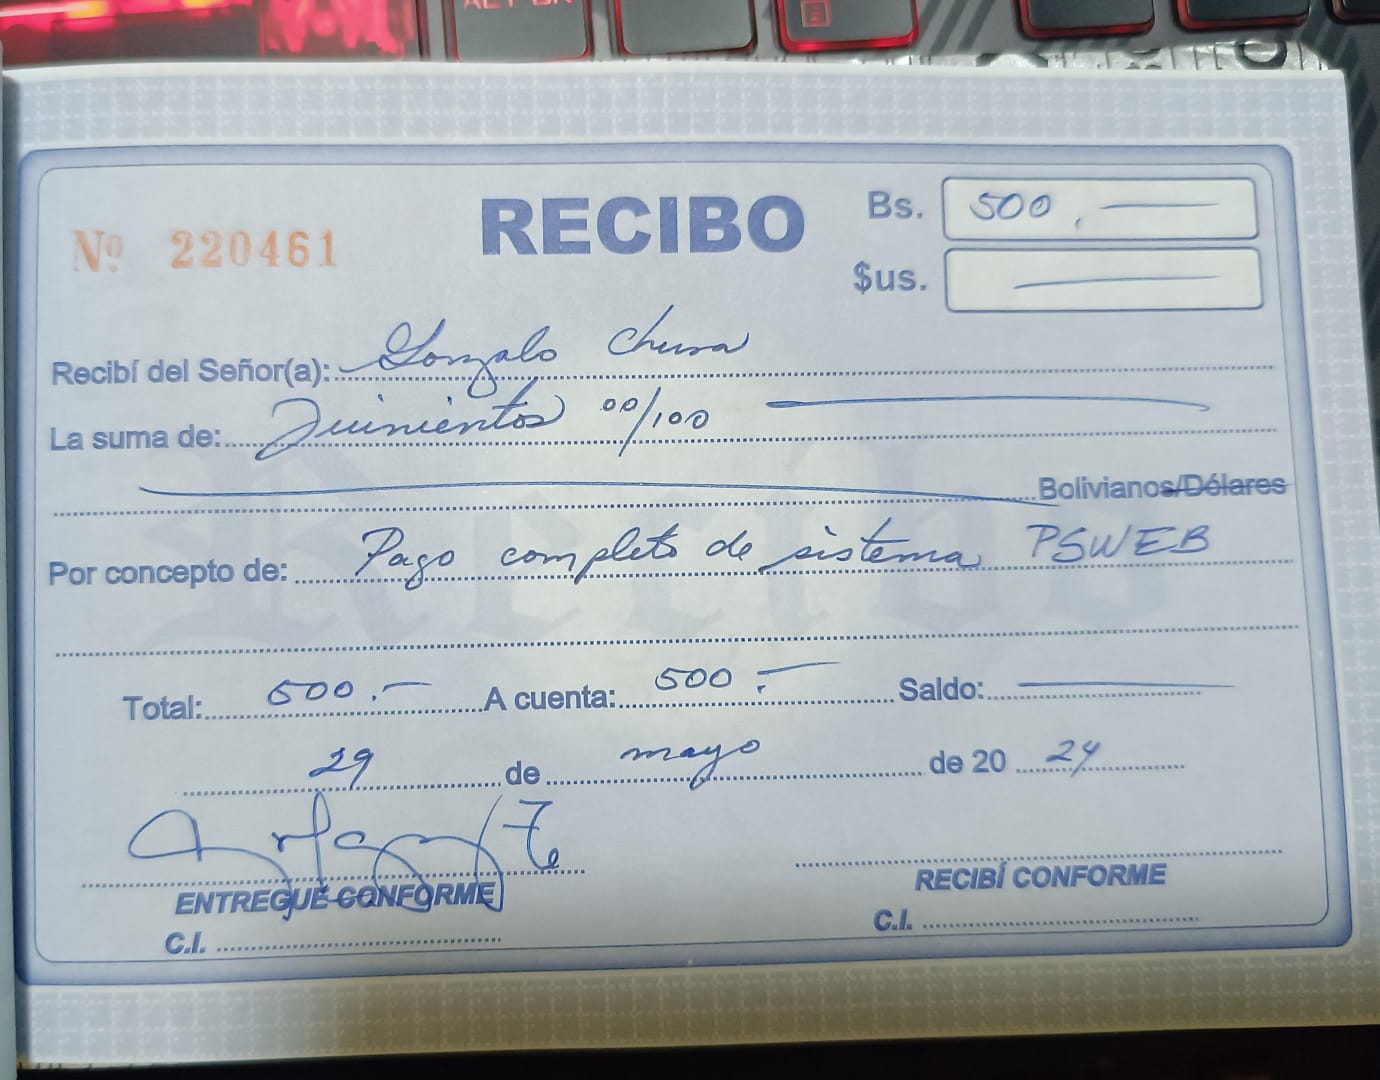 RECIBO
Nº 220461
Bs. 500.
$us.
Recibí del Señor(a): Gonzalo Chura
La suma de: Quinientos 00/100
Bolivianos/Dólares
Por concepto de: Pago completo de sistema PSWEB
Total: 500.- A cuenta: 500.- Saldo:
29 de mayo de 20 24
ENTREGUÉ CONFORME
C.I.
RECIBÍ CONFORME
C.I.